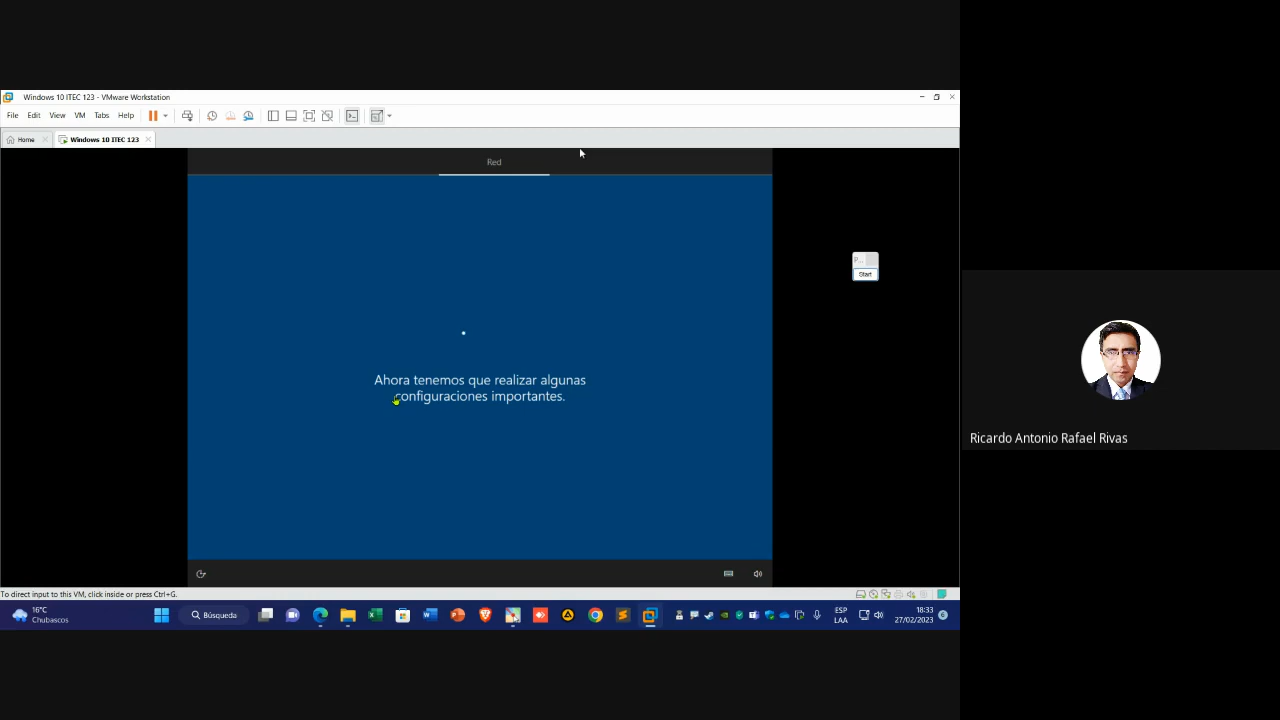 Windows 10 ITEC 123 - VMware Workstation
File Edit View VM Tabs Help
Home Windows 10 ITEC 123
Red
P...
Start
Ahora tenemos que realizar algunas
configuraciones importantes.
Ricardo Antonio Rafael Rivas
To direct input to this VM, click inside or press Ctrl+G.
16°C
Chubascos
Búsqueda
ESP
LAA
18:33
27/02/2023